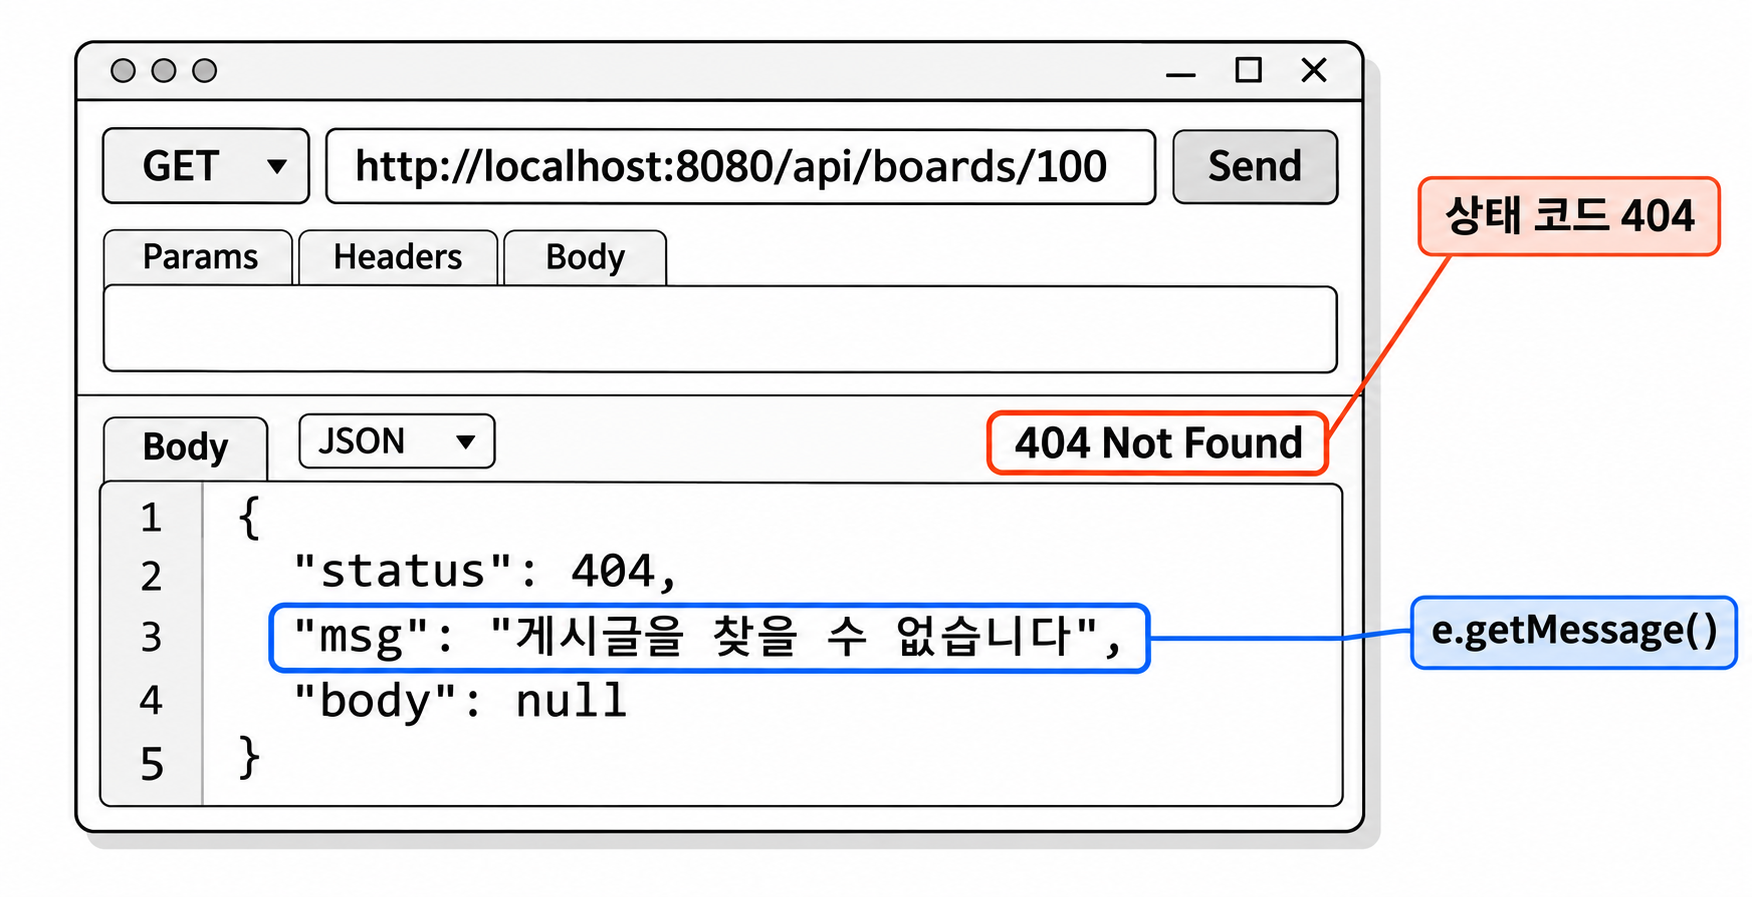 GET
http://localhost:8080/api/boards/100
Send
Params
Headers
Body
상태 코드 404
Body
JSON
404 Not Found
1 {
2 "status": 404,
3 "msg": "게시글을 찾을 수 없습니다",
4 "body": null
5 }
e.getMessage()